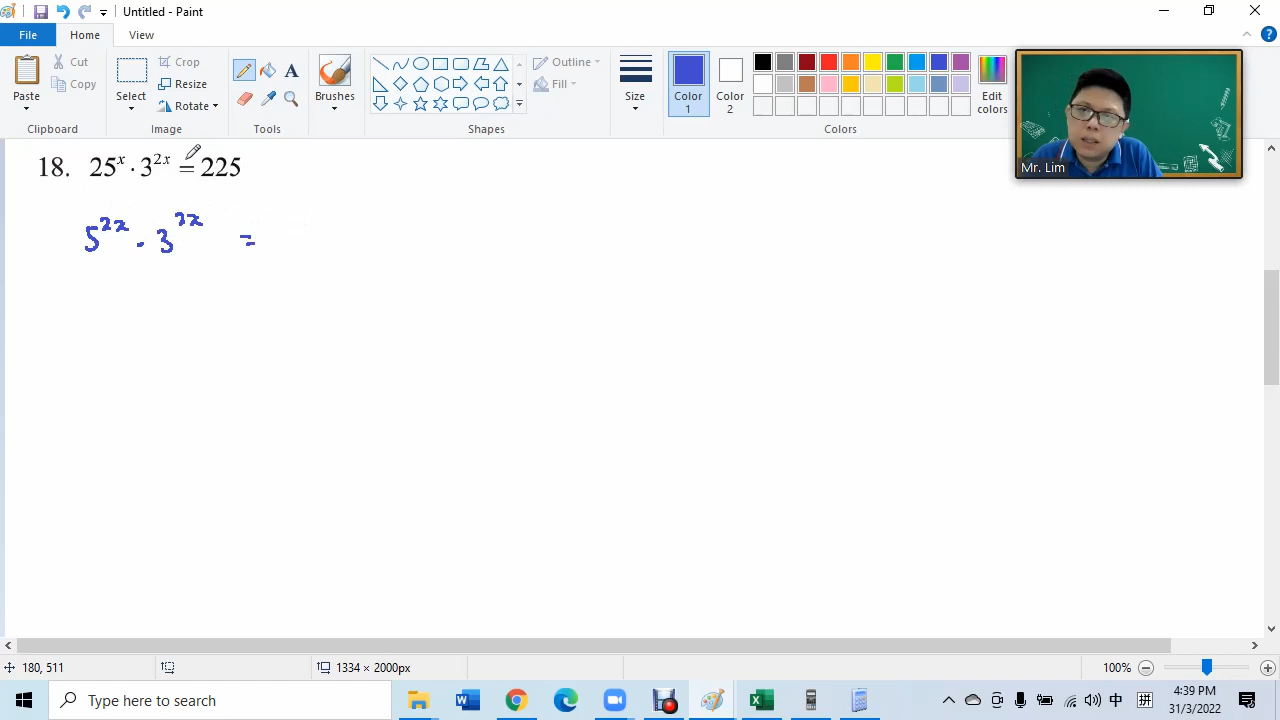 Untitled - Paint
File Home View
Paste Cut Copy
Select Crop Resize Rotate
A
Brushes
Outline Fill
Size
Color 1
Color 2
Edit colors
Clipboard Image Tools Shapes Colors
Mr. Lim
18. 25^x · 3^{2x} = 225
5^{2x} · 3^{2x} =
180, 511
1334 × 2000px
100%
Type here to search
中 拼
4:39 PM
31/3/2022